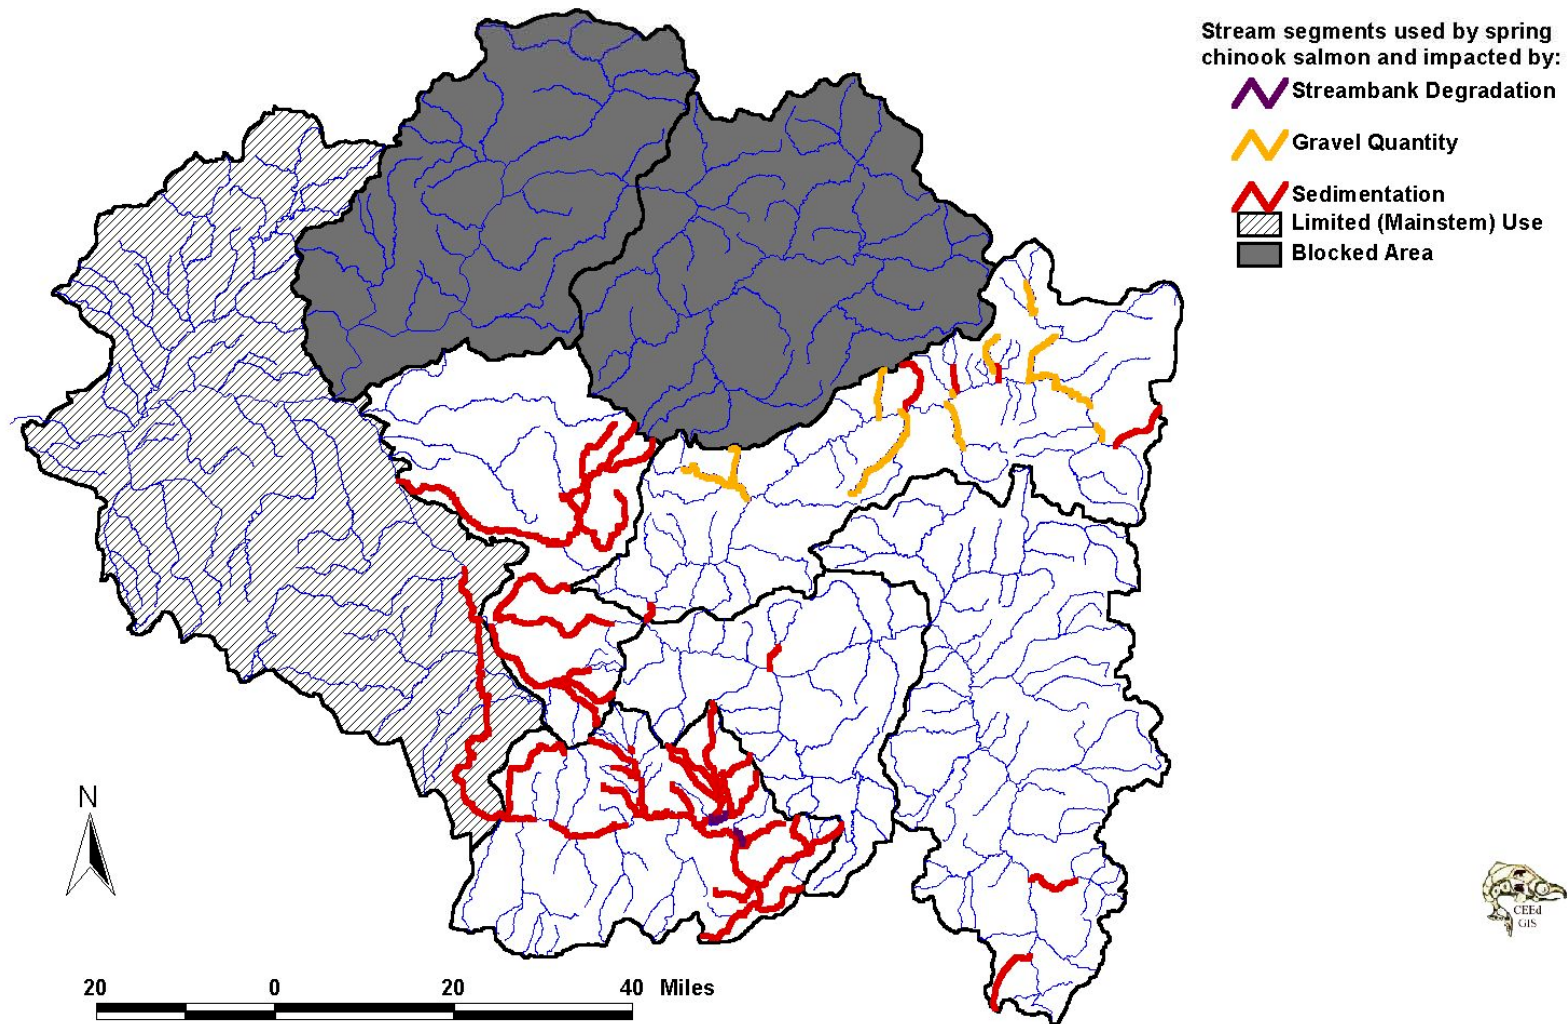 Stream segments used by spring
chinook salmon and impacted by:
Streambank Degradation
Gravel Quantity
Sedimentation
Limited (Mainstem) Use
Blocked Area
N
CEEd
GIS
20 0 20 40 Miles